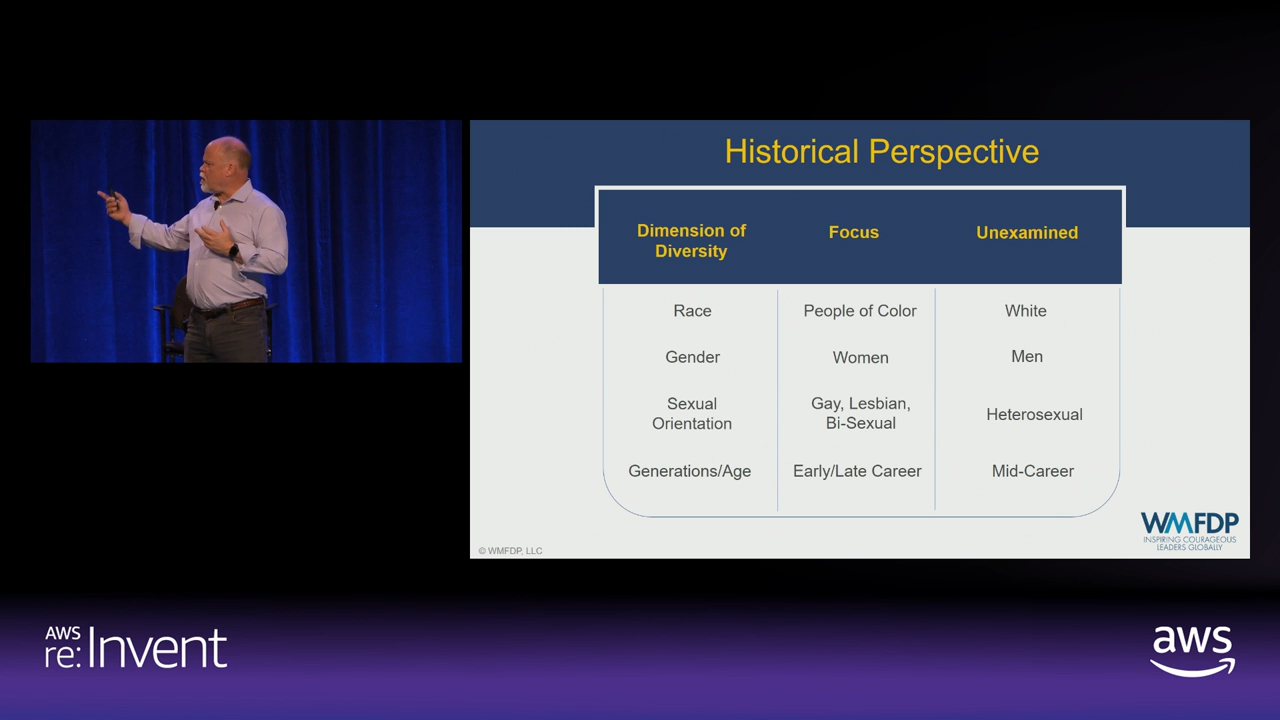 Historical Perspective
Dimension of
Diversity
Focus
Unexamined
Race
People of Color
White
Gender
Women
Men
Sexual
Orientation
Gay, Lesbian,
Bi-Sexual
Heterosexual
Generations/Age
Early/Late Career
Mid-Career
© WMFDP, LLC
WMFDP
INSPIRING COURAGEOUS
LEADERS GLOBALLY
AWS
re:Invent
aws